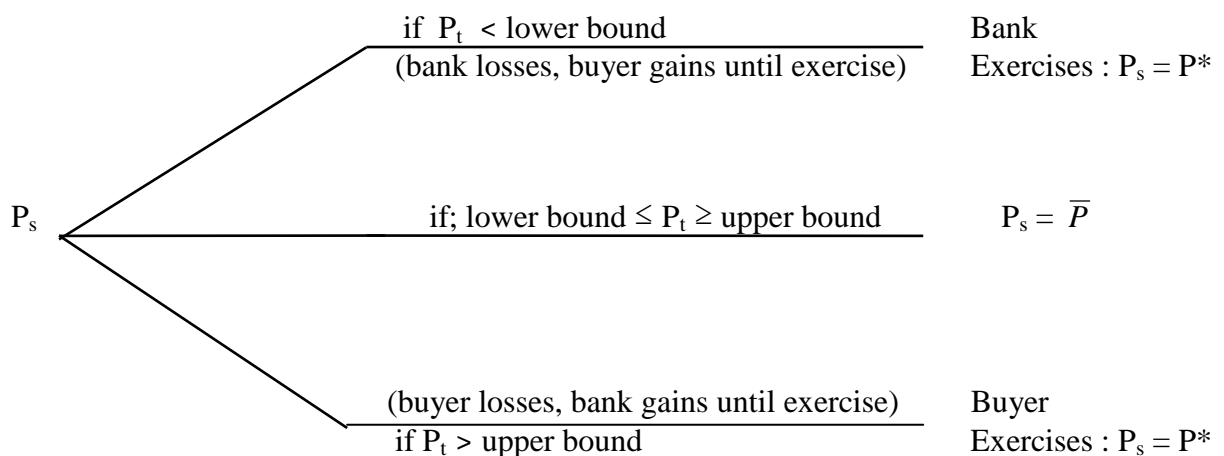 if P_t < lower bound Bank
(bank losses, buyer gains until exercise) Exercises : P_s = P*
P_s if; lower bound ≤ P_t ≥ upper bound P_s = P̅
(buyer losses, bank gains until exercise) Buyer
if P_t > upper bound Exercises : P_s = P*